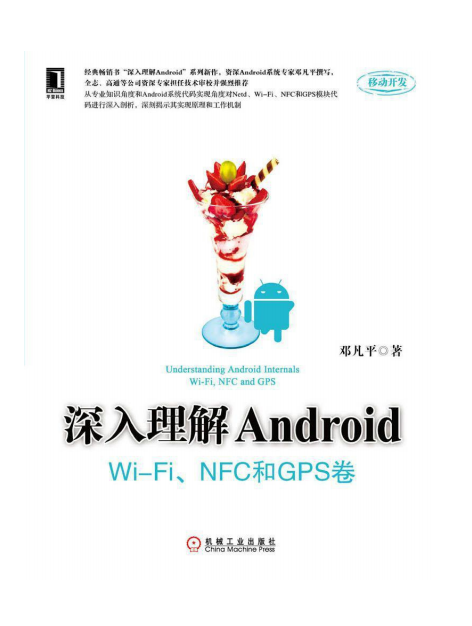 华章科技
经典畅销书“深入理解Android”系列新作，资深Android系统专家邓凡平撰写，
全志、高通等公司资深专家担任技术审校并强烈推荐
从专业知识角度和Android系统代码实现角度对Netd、Wi-Fi、NFC和GPS模块代
码进行深入剖析，深刻揭示其实现原理和工作机制
移动开发
邓凡平◎著
Understanding Android Internals
Wi-Fi, NFC and GPS
深入理解Android
Wi-Fi、NFC和GPS卷
机械工业出版社
China Machine Press